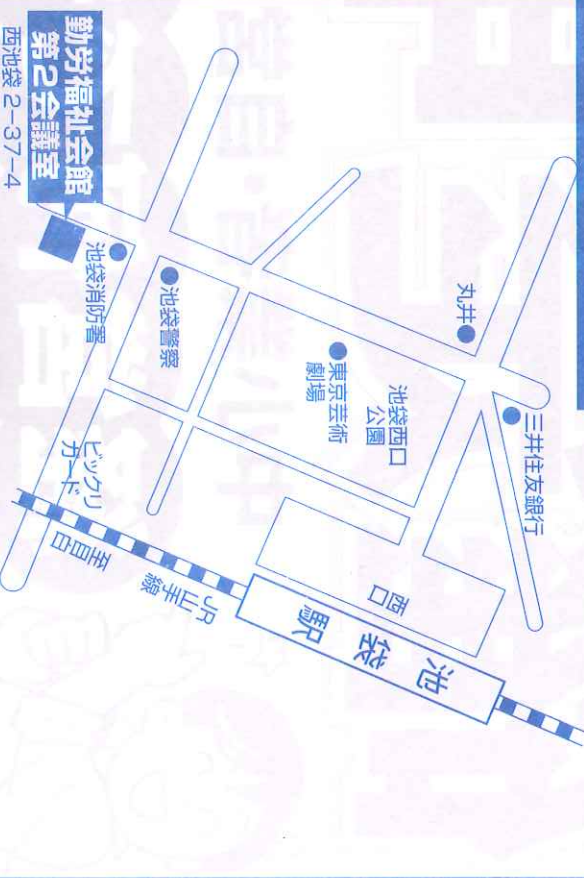 三井住友銀行
丸井
池袋西口
公園
東京芸術
劇場
西口
池袋駅
池袋警察
JR山手線
池袋消防署
ビックリ
ガード
至目白
勤労福祉会館
第2会議室
西池袋2-37-4